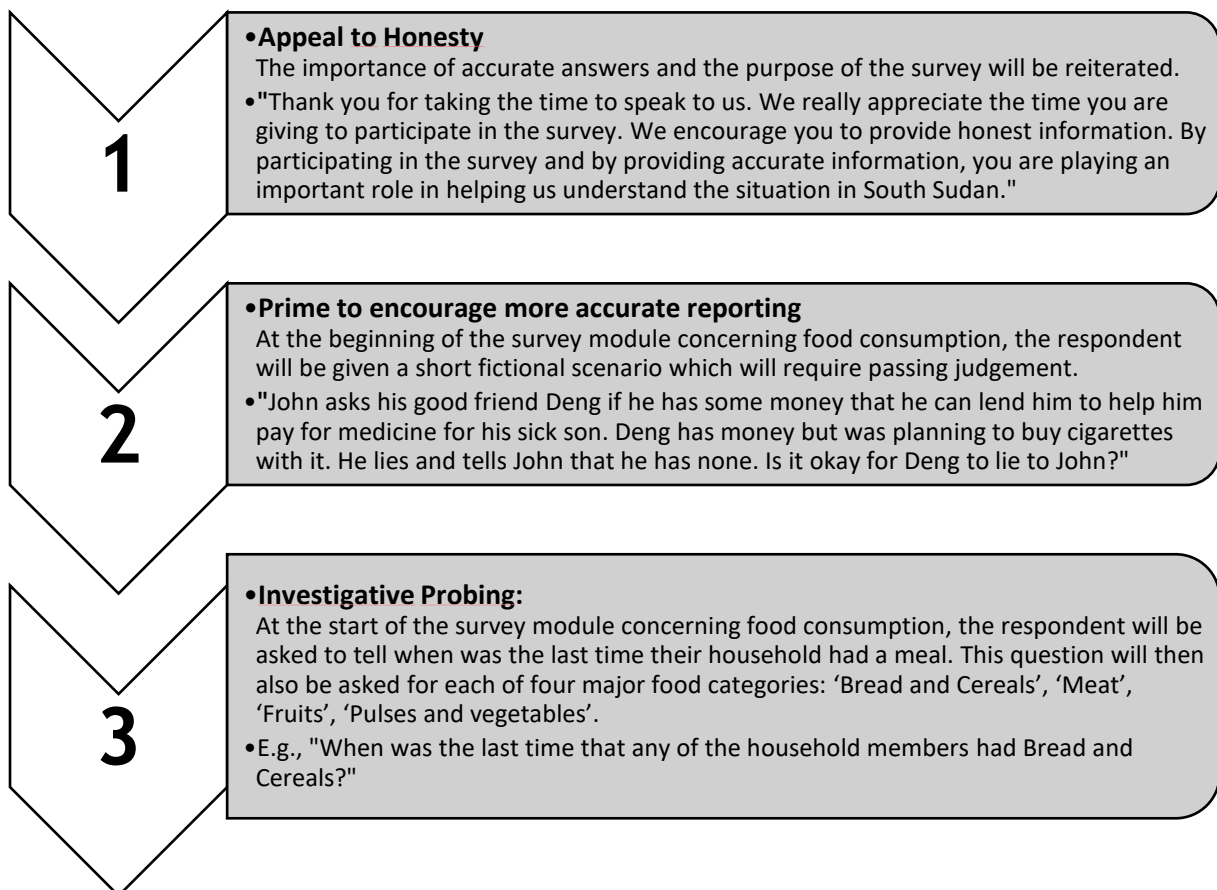 1
•Appeal to Honesty
The importance of accurate answers and the purpose of the survey will be reiterated.
•"Thank you for taking the time to speak to us. We really appreciate the time you are
giving to participate in the survey. We encourage you to provide honest information. By
participating in the survey and by providing accurate information, you are playing an
important role in helping us understand the situation in South Sudan."
2
•Prime to encourage more accurate reporting
At the beginning of the survey module concerning food consumption, the respondent
will be given a short fictional scenario which will require passing judgement.
•"John asks his good friend Deng if he has some money that he can lend him to help him
pay for medicine for his sick son. Deng has money but was planning to buy cigarettes
with it. He lies and tells John that he has none. Is it okay for Deng to lie to John?"
3
•Investigative Probing:
At the start of the survey module concerning food consumption, the respondent will be
asked to tell when was the last time their household had a meal. This question will then
also be asked for each of four major food categories: ‘Bread and Cereals’, ‘Meat’,
‘Fruits’, ‘Pulses and vegetables’.
•E.g., "When was the last time that any of the household members had Bread and
Cereals?"